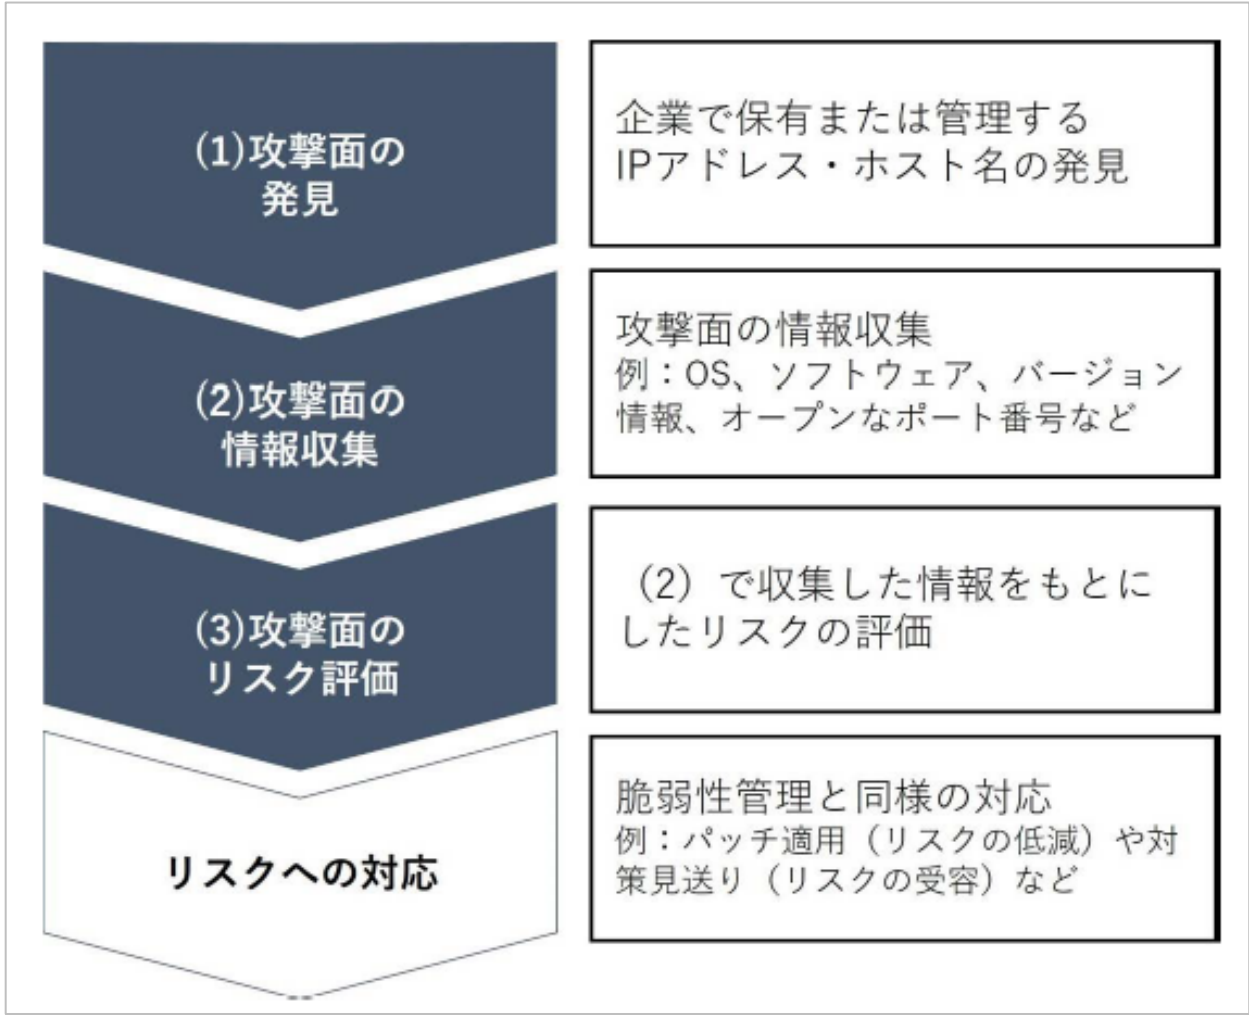 (1)攻撃面の
発見
企業で保有または管理する
IPアドレス・ホスト名の発見
(2)攻撃面の
情報収集
攻撃面の情報収集
例：OS、ソフトウェア、バージョン
情報、オープンなポート番号など
(3)攻撃面の
リスク評価
（2）で収集した情報をもとに
したリスクの評価
リスクへの対応
脆弱性管理と同様の対応
例：パッチ適用（リスクの低減）や対
策見送り（リスクの受容）など